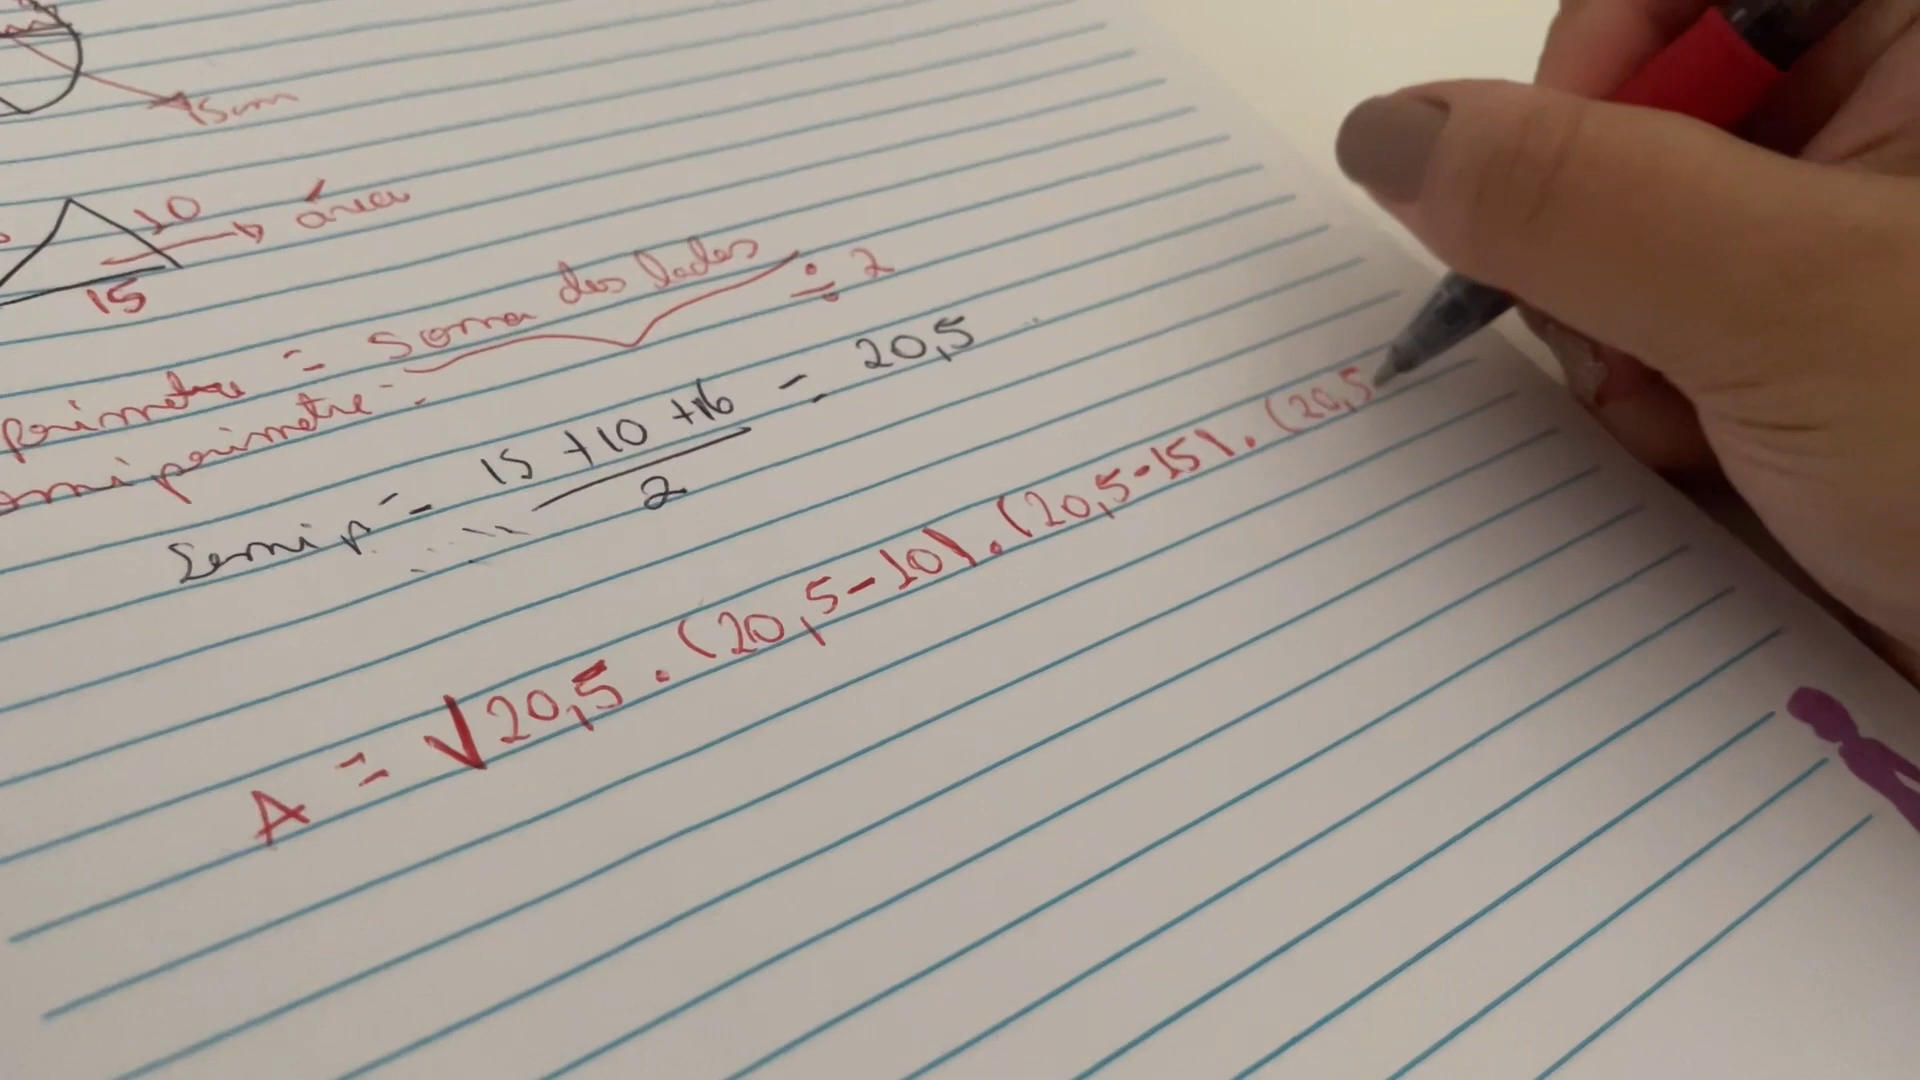 15cm
10 → área
15
perímetro = Soma dos lados
semiperímetro = ÷ 2
Semi p = 15 + 10 + 16 / 2 = 20,5
A = √20,5 . (20,5 - 10) . (20,5 - 15) . (20,5